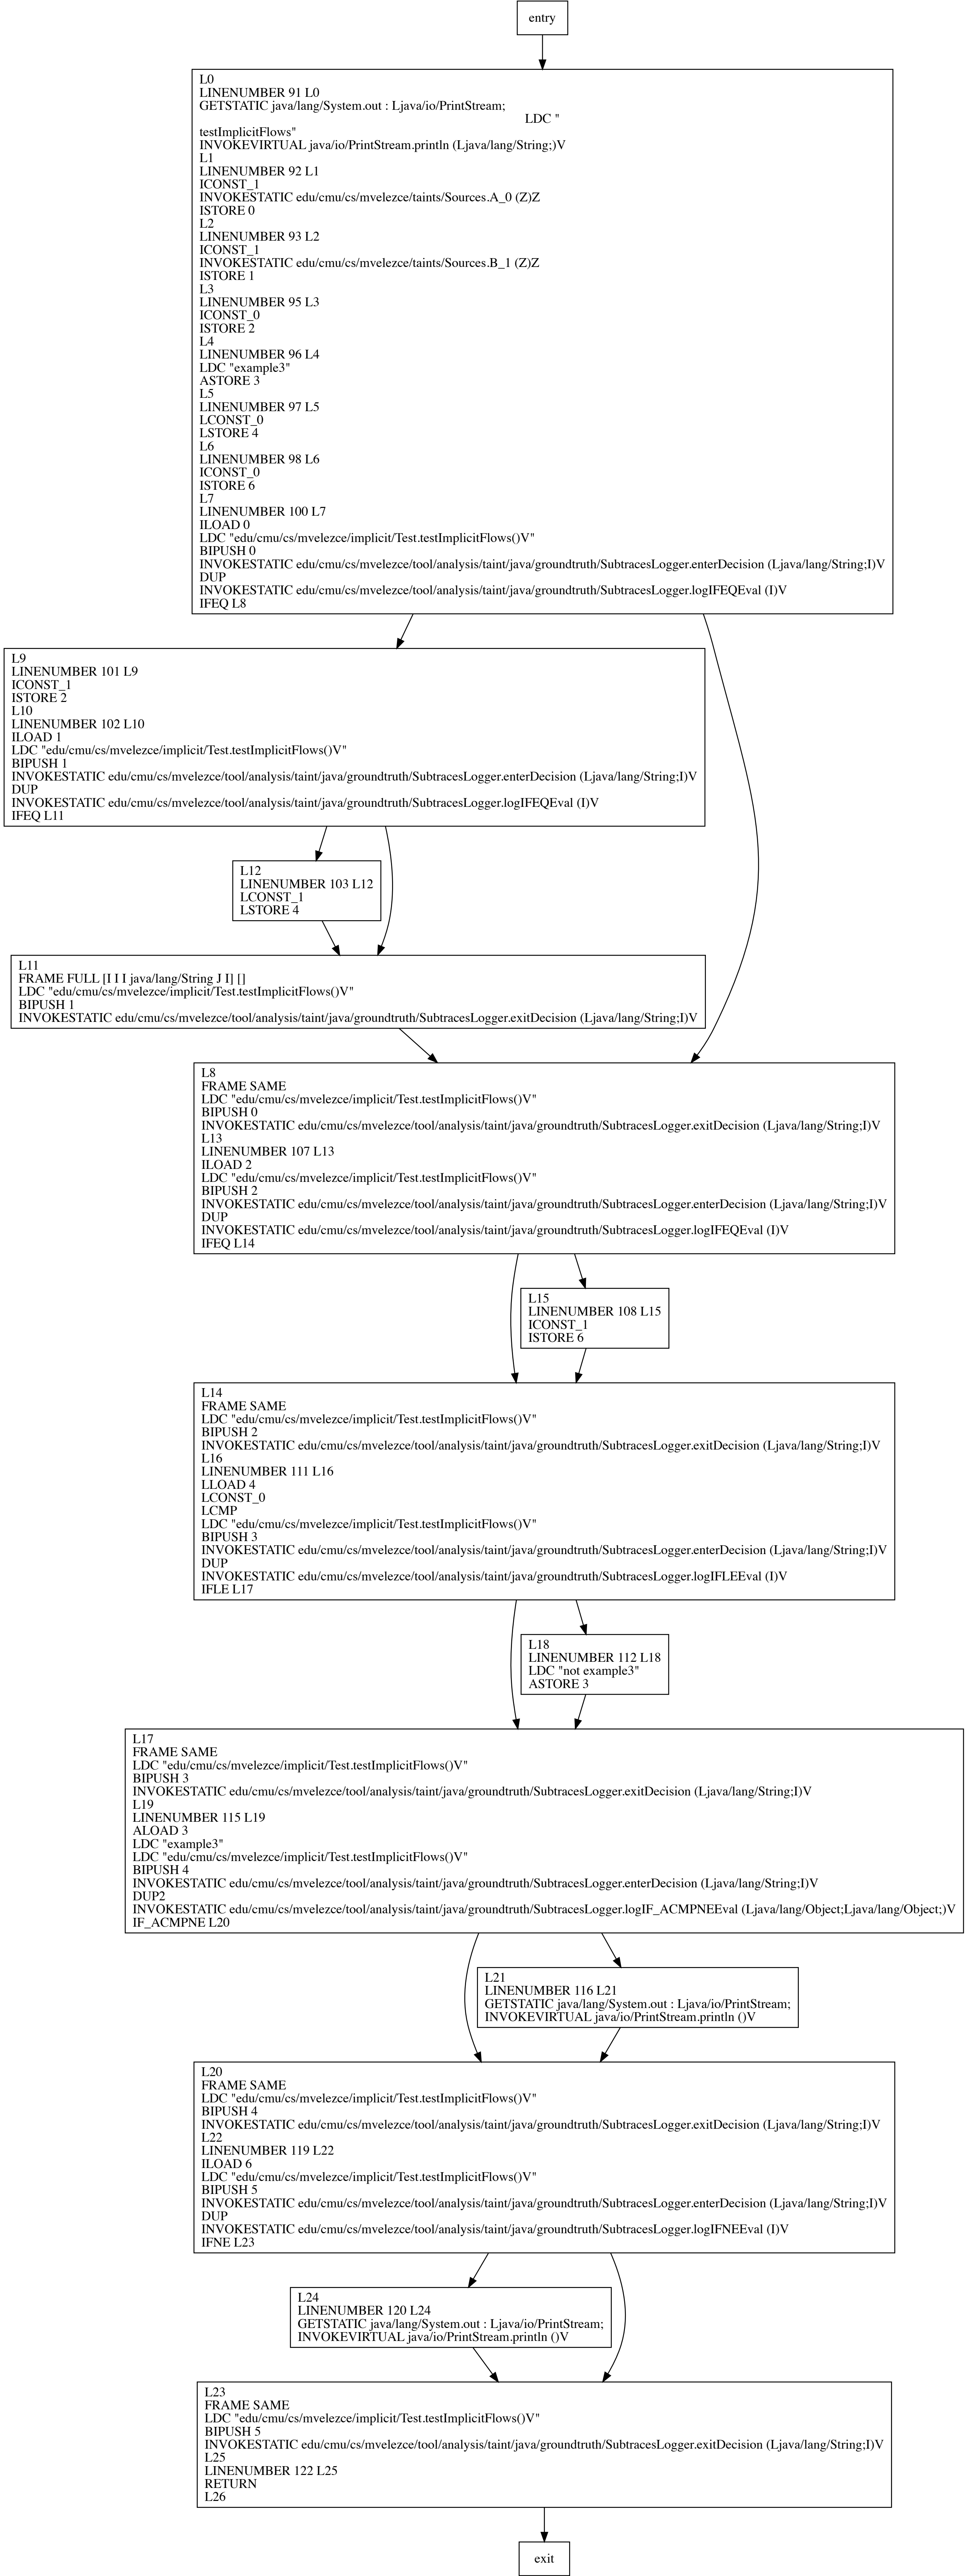 entry
L0
LINENUMBER 91 L0
GETSTATIC java/lang/System.out : Ljava/io/PrintStream;
LDC "
testImplicitFlows"
INVOKEVIRTUAL java/io/PrintStream.println (Ljava/lang/String;)V
L1
LINENUMBER 92 L1
ICONST_1
INVOKESTATIC edu/cmu/cs/mvelezce/taints/Sources.A_0 (Z)Z
ISTORE 0
L2
LINENUMBER 93 L2
ICONST_1
INVOKESTATIC edu/cmu/cs/mvelezce/taints/Sources.B_1 (Z)Z
ISTORE 1
L3
LINENUMBER 95 L3
ICONST_0
ISTORE 2
L4
LINENUMBER 96 L4
LDC "example3"
ASTORE 3
L5
LINENUMBER 97 L5
LCONST_0
LSTORE 4
L6
LINENUMBER 98 L6
ICONST_0
ISTORE 6
L7
LINENUMBER 100 L7
ILOAD 0
LDC "edu/cmu/cs/mvelezce/implicit/Test.testImplicitFlows()V"
BIPUSH 0
INVOKESTATIC edu/cmu/cs/mvelezce/tool/analysis/taint/java/groundtruth/SubtracesLogger.enterDecision (Ljava/lang/String;I)V
DUP
INVOKESTATIC edu/cmu/cs/mvelezce/tool/analysis/taint/java/groundtruth/SubtracesLogger.logIFEQEval (I)V
IFEQ L8
L9
LINENUMBER 101 L9
ICONST_1
ISTORE 2
L10
LINENUMBER 102 L10
ILOAD 1
LDC "edu/cmu/cs/mvelezce/implicit/Test.testImplicitFlows()V"
BIPUSH 1
INVOKESTATIC edu/cmu/cs/mvelezce/tool/analysis/taint/java/groundtruth/SubtracesLogger.enterDecision (Ljava/lang/String;I)V
DUP
INVOKESTATIC edu/cmu/cs/mvelezce/tool/analysis/taint/java/groundtruth/SubtracesLogger.logIFEQEval (I)V
IFEQ L11
L12
LINENUMBER 103 L12
LCONST_1
LSTORE 4
L11
FRAME FULL [I I I java/lang/String J I] []
LDC "edu/cmu/cs/mvelezce/implicit/Test.testImplicitFlows()V"
BIPUSH 1
INVOKESTATIC edu/cmu/cs/mvelezce/tool/analysis/taint/java/groundtruth/SubtracesLogger.exitDecision (Ljava/lang/String;I)V
L8
FRAME SAME
LDC "edu/cmu/cs/mvelezce/implicit/Test.testImplicitFlows()V"
BIPUSH 0
INVOKESTATIC edu/cmu/cs/mvelezce/tool/analysis/taint/java/groundtruth/SubtracesLogger.exitDecision (Ljava/lang/String;I)V
L13
LINENUMBER 107 L13
ILOAD 2
LDC "edu/cmu/cs/mvelezce/implicit/Test.testImplicitFlows()V"
BIPUSH 2
INVOKESTATIC edu/cmu/cs/mvelezce/tool/analysis/taint/java/groundtruth/SubtracesLogger.enterDecision (Ljava/lang/String;I)V
DUP
INVOKESTATIC edu/cmu/cs/mvelezce/tool/analysis/taint/java/groundtruth/SubtracesLogger.logIFEQEval (I)V
IFEQ L14
L15
LINENUMBER 108 L15
ICONST_1
ISTORE 6
L14
FRAME SAME
LDC "edu/cmu/cs/mvelezce/implicit/Test.testImplicitFlows()V"
BIPUSH 2
INVOKESTATIC edu/cmu/cs/mvelezce/tool/analysis/taint/java/groundtruth/SubtracesLogger.exitDecision (Ljava/lang/String;I)V
L16
LINENUMBER 111 L16
LLOAD 4
LCONST_0
LCMP
LDC "edu/cmu/cs/mvelezce/implicit/Test.testImplicitFlows()V"
BIPUSH 3
INVOKESTATIC edu/cmu/cs/mvelezce/tool/analysis/taint/java/groundtruth/SubtracesLogger.enterDecision (Ljava/lang/String;I)V
DUP
INVOKESTATIC edu/cmu/cs/mvelezce/tool/analysis/taint/java/groundtruth/SubtracesLogger.logIFLEEval (I)V
IFLE L17
L18
LINENUMBER 112 L18
LDC "not example3"
ASTORE 3
L17
FRAME SAME
LDC "edu/cmu/cs/mvelezce/implicit/Test.testImplicitFlows()V"
BIPUSH 3
INVOKESTATIC edu/cmu/cs/mvelezce/tool/analysis/taint/java/groundtruth/SubtracesLogger.exitDecision (Ljava/lang/String;I)V
L19
LINENUMBER 115 L19
ALOAD 3
LDC "example3"
LDC "edu/cmu/cs/mvelezce/implicit/Test.testImplicitFlows()V"
BIPUSH 4
INVOKESTATIC edu/cmu/cs/mvelezce/tool/analysis/taint/java/groundtruth/SubtracesLogger.enterDecision (Ljava/lang/String;I)V
DUP2
INVOKESTATIC edu/cmu/cs/mvelezce/tool/analysis/taint/java/groundtruth/SubtracesLogger.logIF_ACMPNEEval (Ljava/lang/Object;Ljava/lang/Object;)V
IF_ACMPNE L20
L21
LINENUMBER 116 L21
GETSTATIC java/lang/System.out : Ljava/io/PrintStream;
INVOKEVIRTUAL java/io/PrintStream.println ()V
L20
FRAME SAME
LDC "edu/cmu/cs/mvelezce/implicit/Test.testImplicitFlows()V"
BIPUSH 4
INVOKESTATIC edu/cmu/cs/mvelezce/tool/analysis/taint/java/groundtruth/SubtracesLogger.exitDecision (Ljava/lang/String;I)V
L22
LINENUMBER 119 L22
ILOAD 6
LDC "edu/cmu/cs/mvelezce/implicit/Test.testImplicitFlows()V"
BIPUSH 5
INVOKESTATIC edu/cmu/cs/mvelezce/tool/analysis/taint/java/groundtruth/SubtracesLogger.enterDecision (Ljava/lang/String;I)V
DUP
INVOKESTATIC edu/cmu/cs/mvelezce/tool/analysis/taint/java/groundtruth/SubtracesLogger.logIFNEEval (I)V
IFNE L23
L24
LINENUMBER 120 L24
GETSTATIC java/lang/System.out : Ljava/io/PrintStream;
INVOKEVIRTUAL java/io/PrintStream.println ()V
L23
FRAME SAME
LDC "edu/cmu/cs/mvelezce/implicit/Test.testImplicitFlows()V"
BIPUSH 5
INVOKESTATIC edu/cmu/cs/mvelezce/tool/analysis/taint/java/groundtruth/SubtracesLogger.exitDecision (Ljava/lang/String;I)V
L25
LINENUMBER 122 L25
RETURN
L26
exit